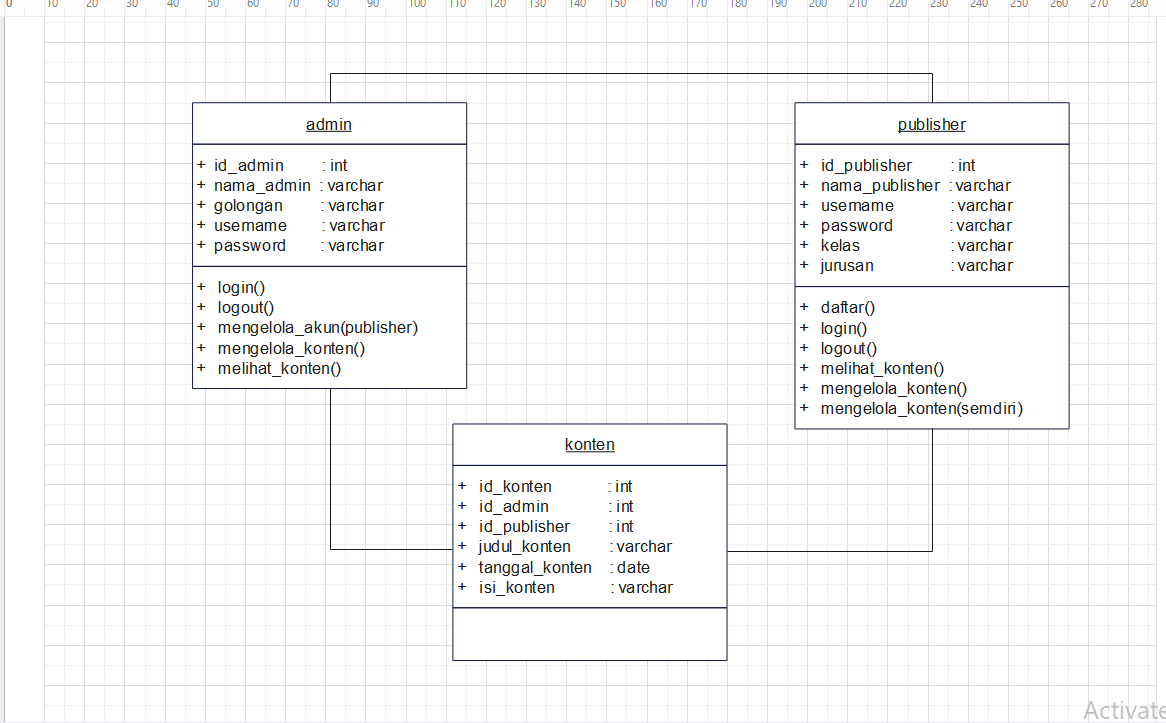 0 10 20 30 40 50 60 70 80 90 100 110 120 130 140 150 160 170 180 190 200 210 220 230 240 250 260 270 280
admin
+ id_admin : int
+ nama_admin : varchar
+ golongan : varchar
+ username : varchar
+ password : varchar
+ login()
+ logout()
+ mengelola_akun(publisher)
+ mengelola_konten()
+ melihat_konten()
publisher
+ id_publisher : int
+ nama_publisher : varchar
+ username : varchar
+ password : varchar
+ kelas : varchar
+ jurusan : varchar
+ daftar()
+ login()
+ logout()
+ melihat_konten()
+ mengelola_konten()
+ mengelola_konten(semdiri)
konten
+ id_konten : int
+ id_admin : int
+ id_publisher : int
+ judul_konten : varchar
+ tanggal_konten : date
+ isi_konten : varchar
Activate